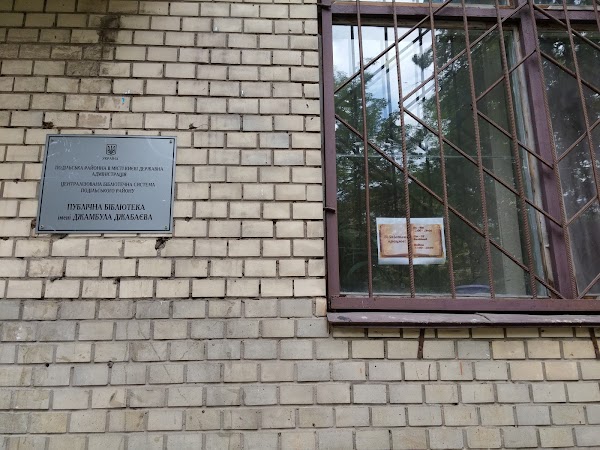 УКРАЇНА
ПОДІЛЬСЬКА РАЙОННА В МІСТІ КИЄВІ ДЕРЖАВНА
АДМІНІСТРАЦІЯ
ЦЕНТРАЛІЗОВАНА БІБЛІОТЕЧНА СИСТЕМА
ПОДІЛЬСЬКОГО РАЙОНУ
ПУБЛІЧНА БІБЛІОТЕКА
імені ДЖАМБУЛА ДЖАБАЄВА